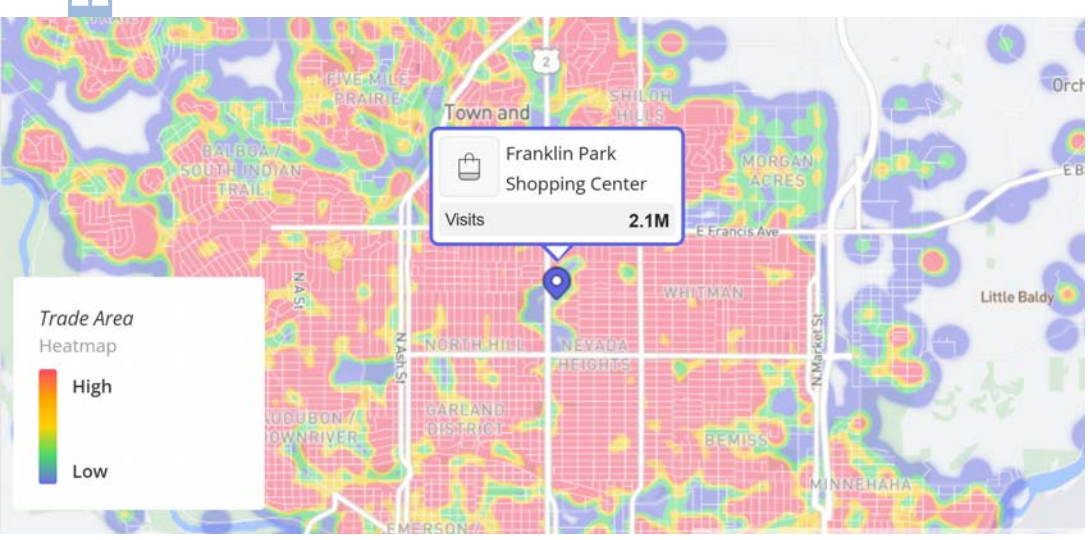 TRAIL
2
FIVE MILE
PRAIRIE
SHILOH
HILLS
Orch
Town and
Franklin Park
Shopping Center
Visits 2.1M
BALBOA /
SOUTH INDIAN
TRAIL
MORGAN
ACRES
E B
E Francis Ave
N A St
WHITMAN
Little Baldy
Trade Area
Heatmap
High
Low
N Ash St
NORTH HILL
NEVADA
HEIGHTS
N Market St
AUDUBON /
DOWNRIVER
GARLAND
DISTRICT
BEMISS
MINNEHAHA
EMERSON /